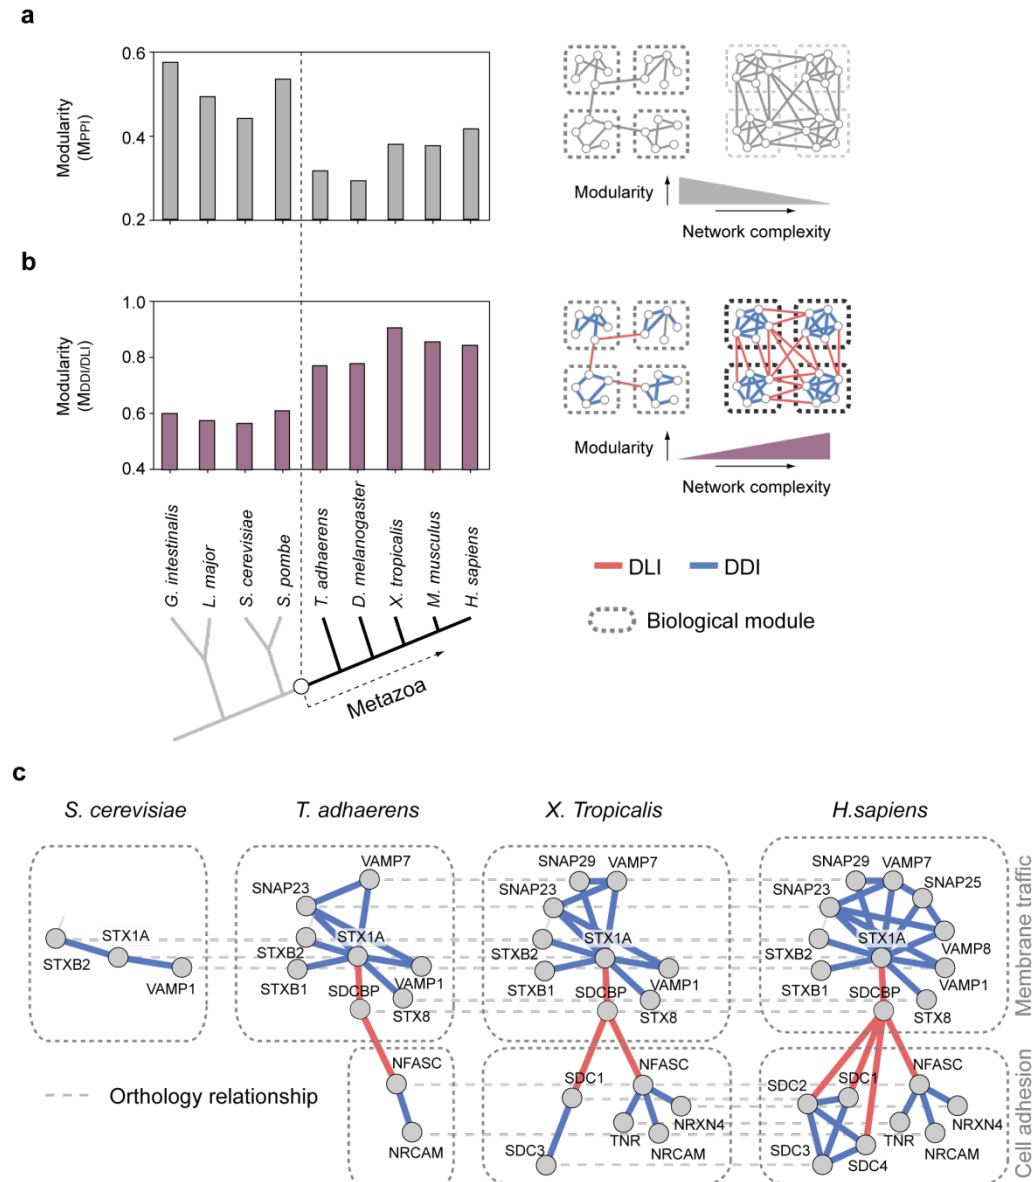 a
0.6
0.4
0.2
Modularity
(MPPI)
Modularity
Network complexity
b
1.0
0.8
0.6
0.4
Modularity
(MDDI/DLI)
Modularity
Network complexity
G. intestinalis
L. major
S. cerevisiae
S. pombe
T. adhaerens
D. melanogaster
X. tropicalis
M. musculus
H. sapiens
Metazoa
DLI
DDI
Biological module
c
S. cerevisiae
T. adhaerens
X. Tropicalis
H.sapiens
STX1A
STXB2
VAMP1
VAMP7
SNAP23
STX1A
STXB2
STXB1
SDCBP
VAMP1
STX8
NFASC
NRCAM
SNAP29
VAMP7
SNAP23
STX1A
STXB2
STXB1
SDCBP
VAMP1
STX8
SDC1
NFASC
SDC3
TNR
NRXN4
NRCAM
SNAP29
VAMP7
SNAP23
SNAP25
STX1A
STXB2
VAMP8
STXB1
SDCBP
VAMP1
STX8
SDC2
SDC1
NFASC
SDC3
SDC4
TNR
NRXN4
NRCAM
Membrane traffic
Cell adhesion
Orthology relationship